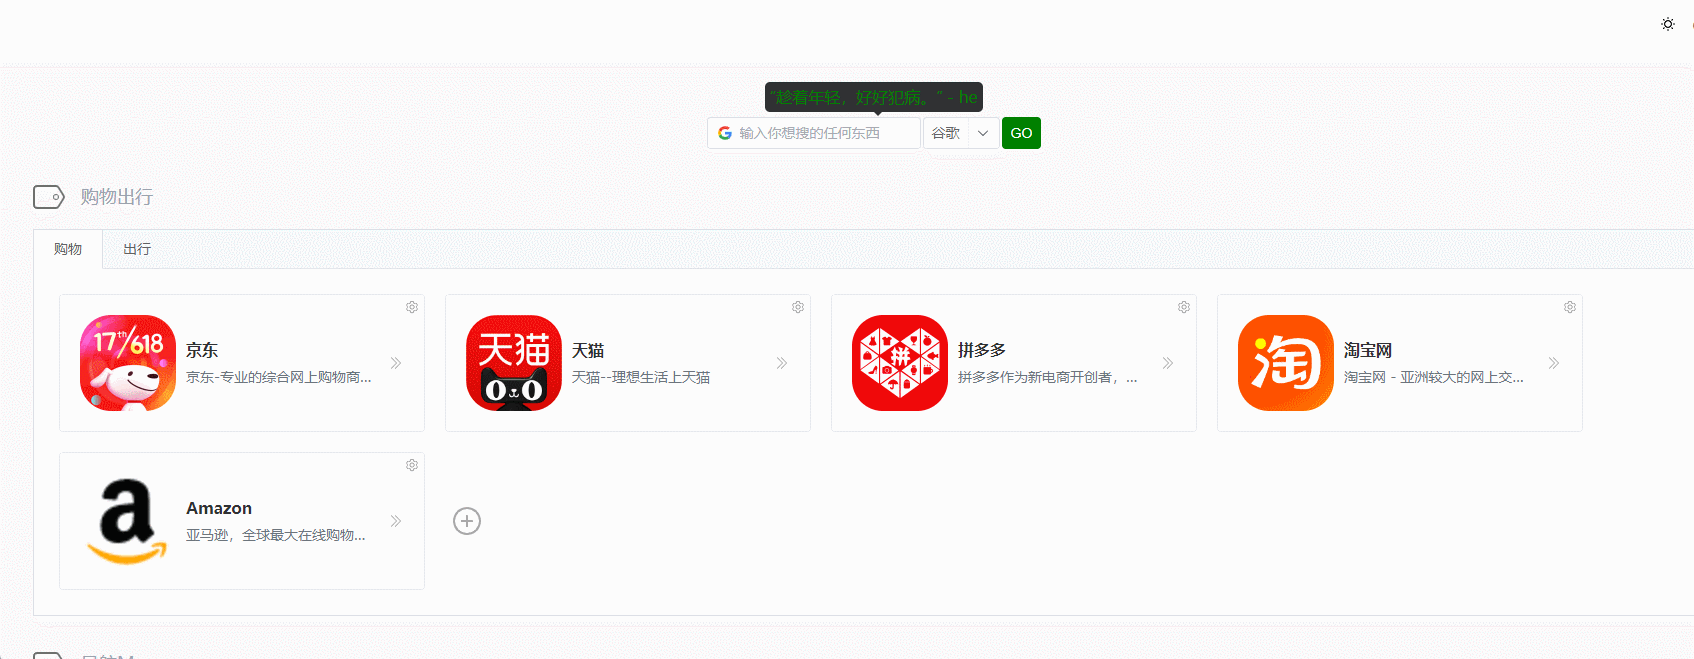 “趁着年轻，好好犯病。” - he
输入你想搜的任何东西 谷歌 GO
购物出行
购物 出行
17th/618
京东
京东-专业的综合网上购物商...
天猫
天猫
天猫--理想生活上天猫
拼
拼多多
拼多多作为新电商开创者，...
淘
淘宝网
淘宝网 - 亚洲较大的网上交...
a
Amazon
亚马逊，全球最大在线购物...